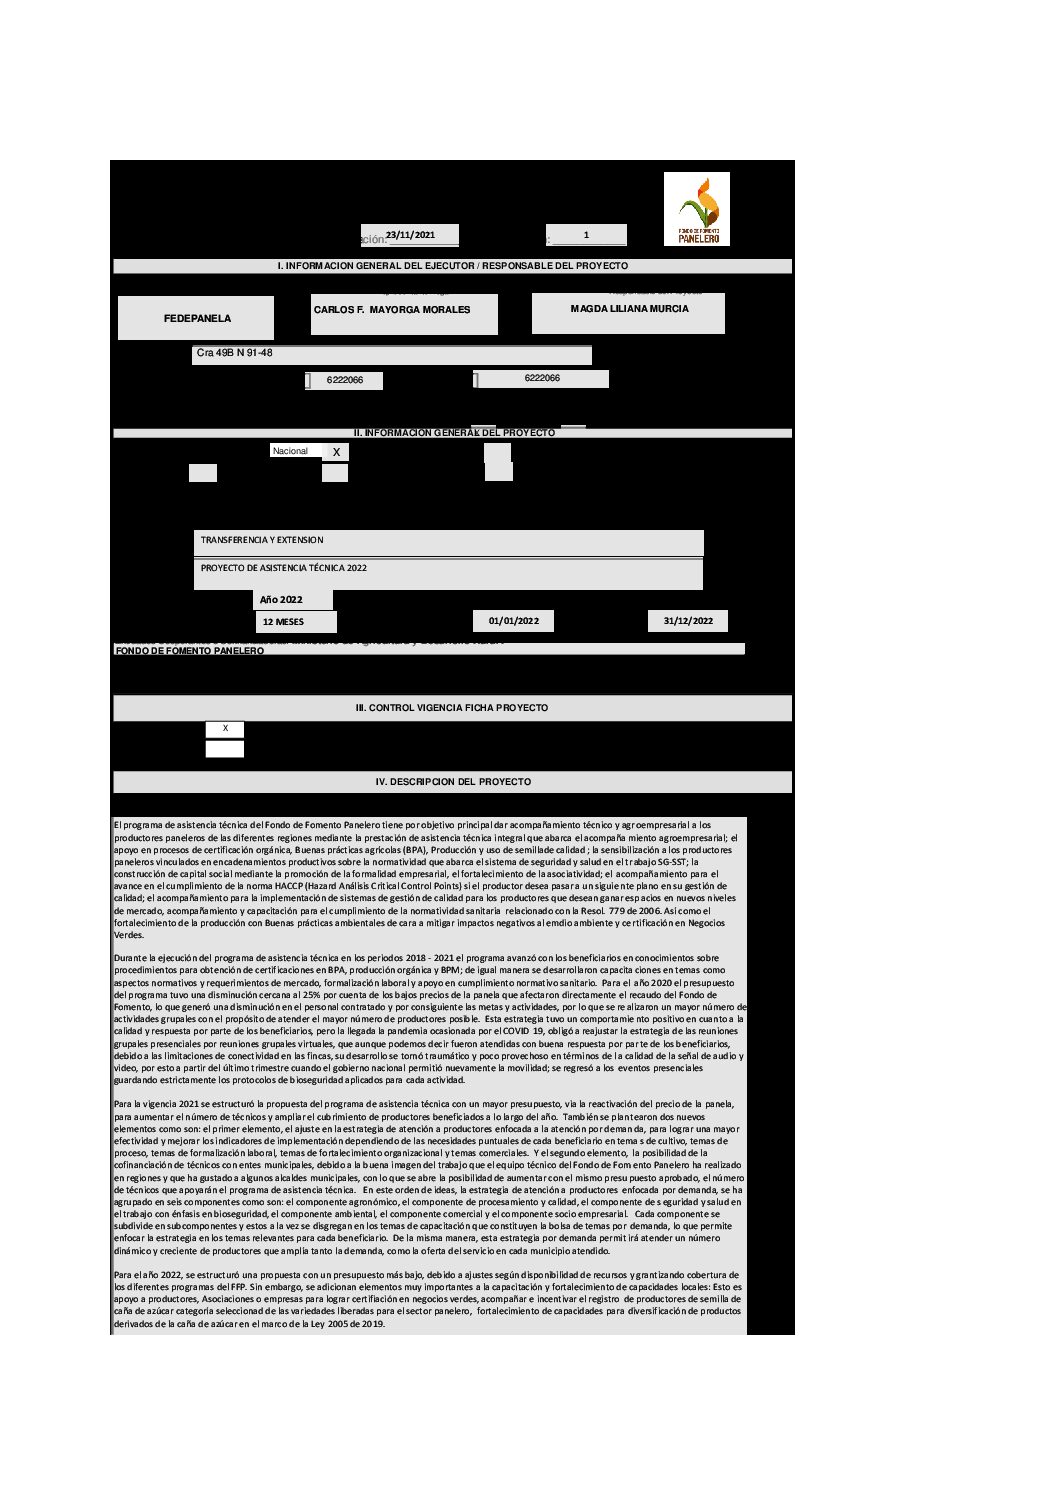 FONDO DE FOMENTO
PANELERO
ción: 23/11/2021
: 1
I. INFORMACION GENERAL DEL EJECUTOR / RESPONSABLE DEL PROYECTO
FEDEPANELA
CARLOS F. MAYORGA MORALES
MAGDA LILIANA MURCIA
Cra 49B N 91-48
6222066
6222066
II. INFORMACION GENERAL DEL PROYECTO
Nacional X
TRANSFERENCIA Y EXTENSION
PROYECTO DE ASISTENCIA TÉCNICA 2022
Año 2022
12 MESES 01/01/2022 31/12/2022
FONDO DE FOMENTO PANELERO
III. CONTROL VIGENCIA FICHA PROYECTO
X
IV. DESCRIPCION DEL PROYECTO
El programa de asistencia técnica del Fondo de Fomento Panelero tiene por objetivo principal dar acompañamiento técnico y agroempresarial a los
productores paneleros de las diferentes regiones mediante la prestación de asistencia técnica integral que abarca el acompaña miento agroempresarial; el
apoyo en procesos de certificación orgánica, Buenas prácticas agrícolas (BPA), Producción y uso de semillade calidad ; la sensibilización a los productores
paneleros vinculados en encadenamientos productivos sobre la normatividad que abarca el sistema de seguridad y salud en el trabajo SG-SST; la
construcción de capital social mediante la promoción de la formalidad empresarial, el fortalecimiento de la asociatividad; el acompañamiento para el
avance en el cumplimiento de la norma HACCP (Hazard Análisis Critical Control Points) si el productor desea pasar a un siguiente plano en su gestión de
calidad; el acompañamiento para la implementación de sistemas de gestión de calidad para los productores que desean ganar espacios en nuevos niveles
de mercado, acompañamiento y capacitación para el cumplimiento de la normatividad sanitaria relacionado con la Resol. 779 de 2006. Así como el
fortalecimiento de la producción con Buenas prácticas ambientales de cara a mitigar impactos negativos al emdio ambiente y certificación en Negocios
Verdes.
Durante la ejecución del programa de asistencia técnica en los periodos 2018 - 2021 el programa avanzó con los beneficiarios en conocimientos sobre
procedimientos para obtención de certificaciones en BPA, producción orgánica y BPM; de igual manera se desarrollaron capacita ciones en temas como
aspectos normativos y requerimientos de mercado, formalización laboral y apoyo en cumplimiento normativo sanitario. Para el año 2020 el presupuesto
del programa tuvo una disminución cercana al 25% por cuenta de los bajos precios de la panela que afectaron directamente el recaudo del Fondo de
Fomento, lo que generó una disminución en el personal contratado y por consiguiente las metas y actividades, por lo que se re alizaron un mayor número de
actividades grupales con el propósito de atender el mayor número de productores posible. Esta estrategia tuvo un comportamie nto positivo en cuanto a la
calidad y respuesta por parte de los beneficiarios, pero la llegada la pandemia ocasionada por el COVID 19, obligó a reajustar la estrategia de las reuniones
grupales presenciales por reuniones grupales virtuales, que aunque podemos decir fueron atendidas con buena respuesta por parte de los beneficiarios,
debido a las limitaciones de conectividad en las fincas, su desarrollo se tornó traumático y poco provechoso en términos de la calidad de la señal de audio y
video, por esto a partir del último trimestre cuando el gobierno nacional permitió nuevamente la movilidad; se regresó a los eventos presenciales
guardando estrictamente los protocolos de bioseguridad aplicados para cada actividad.
Para la vigencia 2021 se estructuró la propuesta del programa de asistencia técnica con un mayor presupuesto, vía la reactivación del precio de la panela,
para aumentar el número de técnicos y ampliar el cubrimiento de productores beneficiados a lo largo del año. También se plantearon dos nuevos
elementos como son: el primer elemento, el ajuste en la estrategia de atención a productores enfocada a la atención por deman da, para lograr una mayor
efectividad y mejorar los indicadores de implementación dependiendo de las necesidades puntuales de cada beneficiario en tema s de cultivo, temas de
proceso, temas de formalización laboral, temas de fortalecimiento organizacional y temas comerciales. Y el segundo elemento, la posibilidad de la
cofinanciación de técnicos con entes municipales, debido a la buena imagen del trabajo que el equipo técnico del Fondo de Fom ento Panelero ha realizado
en regiones y que ha gustado a algunos alcaldes municipales, con lo que se abre la posibilidad de aumentar con el mismo presu puesto aprobado, el número
de técnicos que apoyarán el programa de asistencia técnica. En este orden de ideas, la estrategia de atención a productores enfocada por demanda, se ha
agrupado en seis componentes como son: el componente agronómico, el componente de procesamiento y calidad, el componente de s eguridad y salud en
el trabajo con énfasis en bioseguridad, el componente ambiental, el componente comercial y el componente socio empresarial. Cada componente se
subdivide en subcomponentes y estos a la vez se disgregan en los temas de capacitación que constituyen la bolsa de temas por demanda, lo que permite
enfocar la estrategia en los temas relevantes para cada beneficiario. De la misma manera, esta estrategia por demanda permit irá atender un número
dinámico y creciente de productores que amplia tanto la demanda, como la oferta del servicio en cada municipio atendido.
Para el año 2022, se estructuró una propuesta con un presupuesto más bajo, debido a ajustes según disponibilidad de recursos y grantizando cobertura de
los diferentes programas del FFP. Sin embargo, se adicionan elementos muy importantes a la capacitación y fortalecimiento de capacidades locales: Esto es
apoyo a productores, Asociaciones o empresas para lograr certifiación en negocios verdes, acompañar e incentivar el registro de productores de semilla de
caña de azúcar categoria seleccionad de las variedades liberadas para el sector panelero, fortalecimiento de capacidades para diversificación de productos
derivados de la caña de azúcar en el marco de la Ley 2005 de 2019.